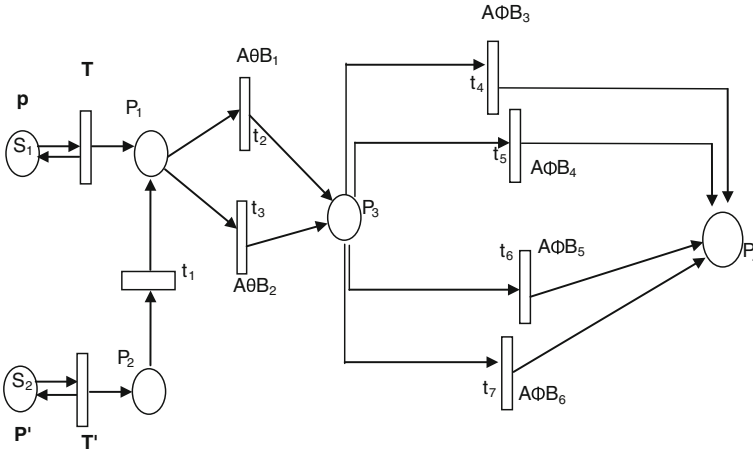 AΦB3
T
AθB1
p
P1
t4
S1
t2
t5
AΦB4
t3
P3
t6
AΦB5
P
t1
AθB2
P2
S2
t7
AΦB6
P'
T'